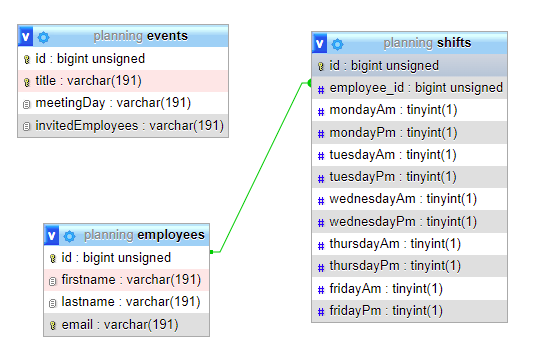 planning events
id : bigint unsigned
title : varchar(191)
meetingDay : varchar(191)
invitedEmployees : varchar(191)
planning employees
id : bigint unsigned
firstname : varchar(191)
lastname : varchar(191)
email : varchar(191)
planning shifts
id : bigint unsigned
employee_id : bigint unsigned
mondayAm : tinyint(1)
mondayPm : tinyint(1)
tuesdayAm : tinyint(1)
tuesdayPm : tinyint(1)
wednesdayAm : tinyint(1)
wednesdayPm : tinyint(1)
thursdayAm : tinyint(1)
thursdayPm : tinyint(1)
fridayAm : tinyint(1)
fridayPm : tinyint(1)